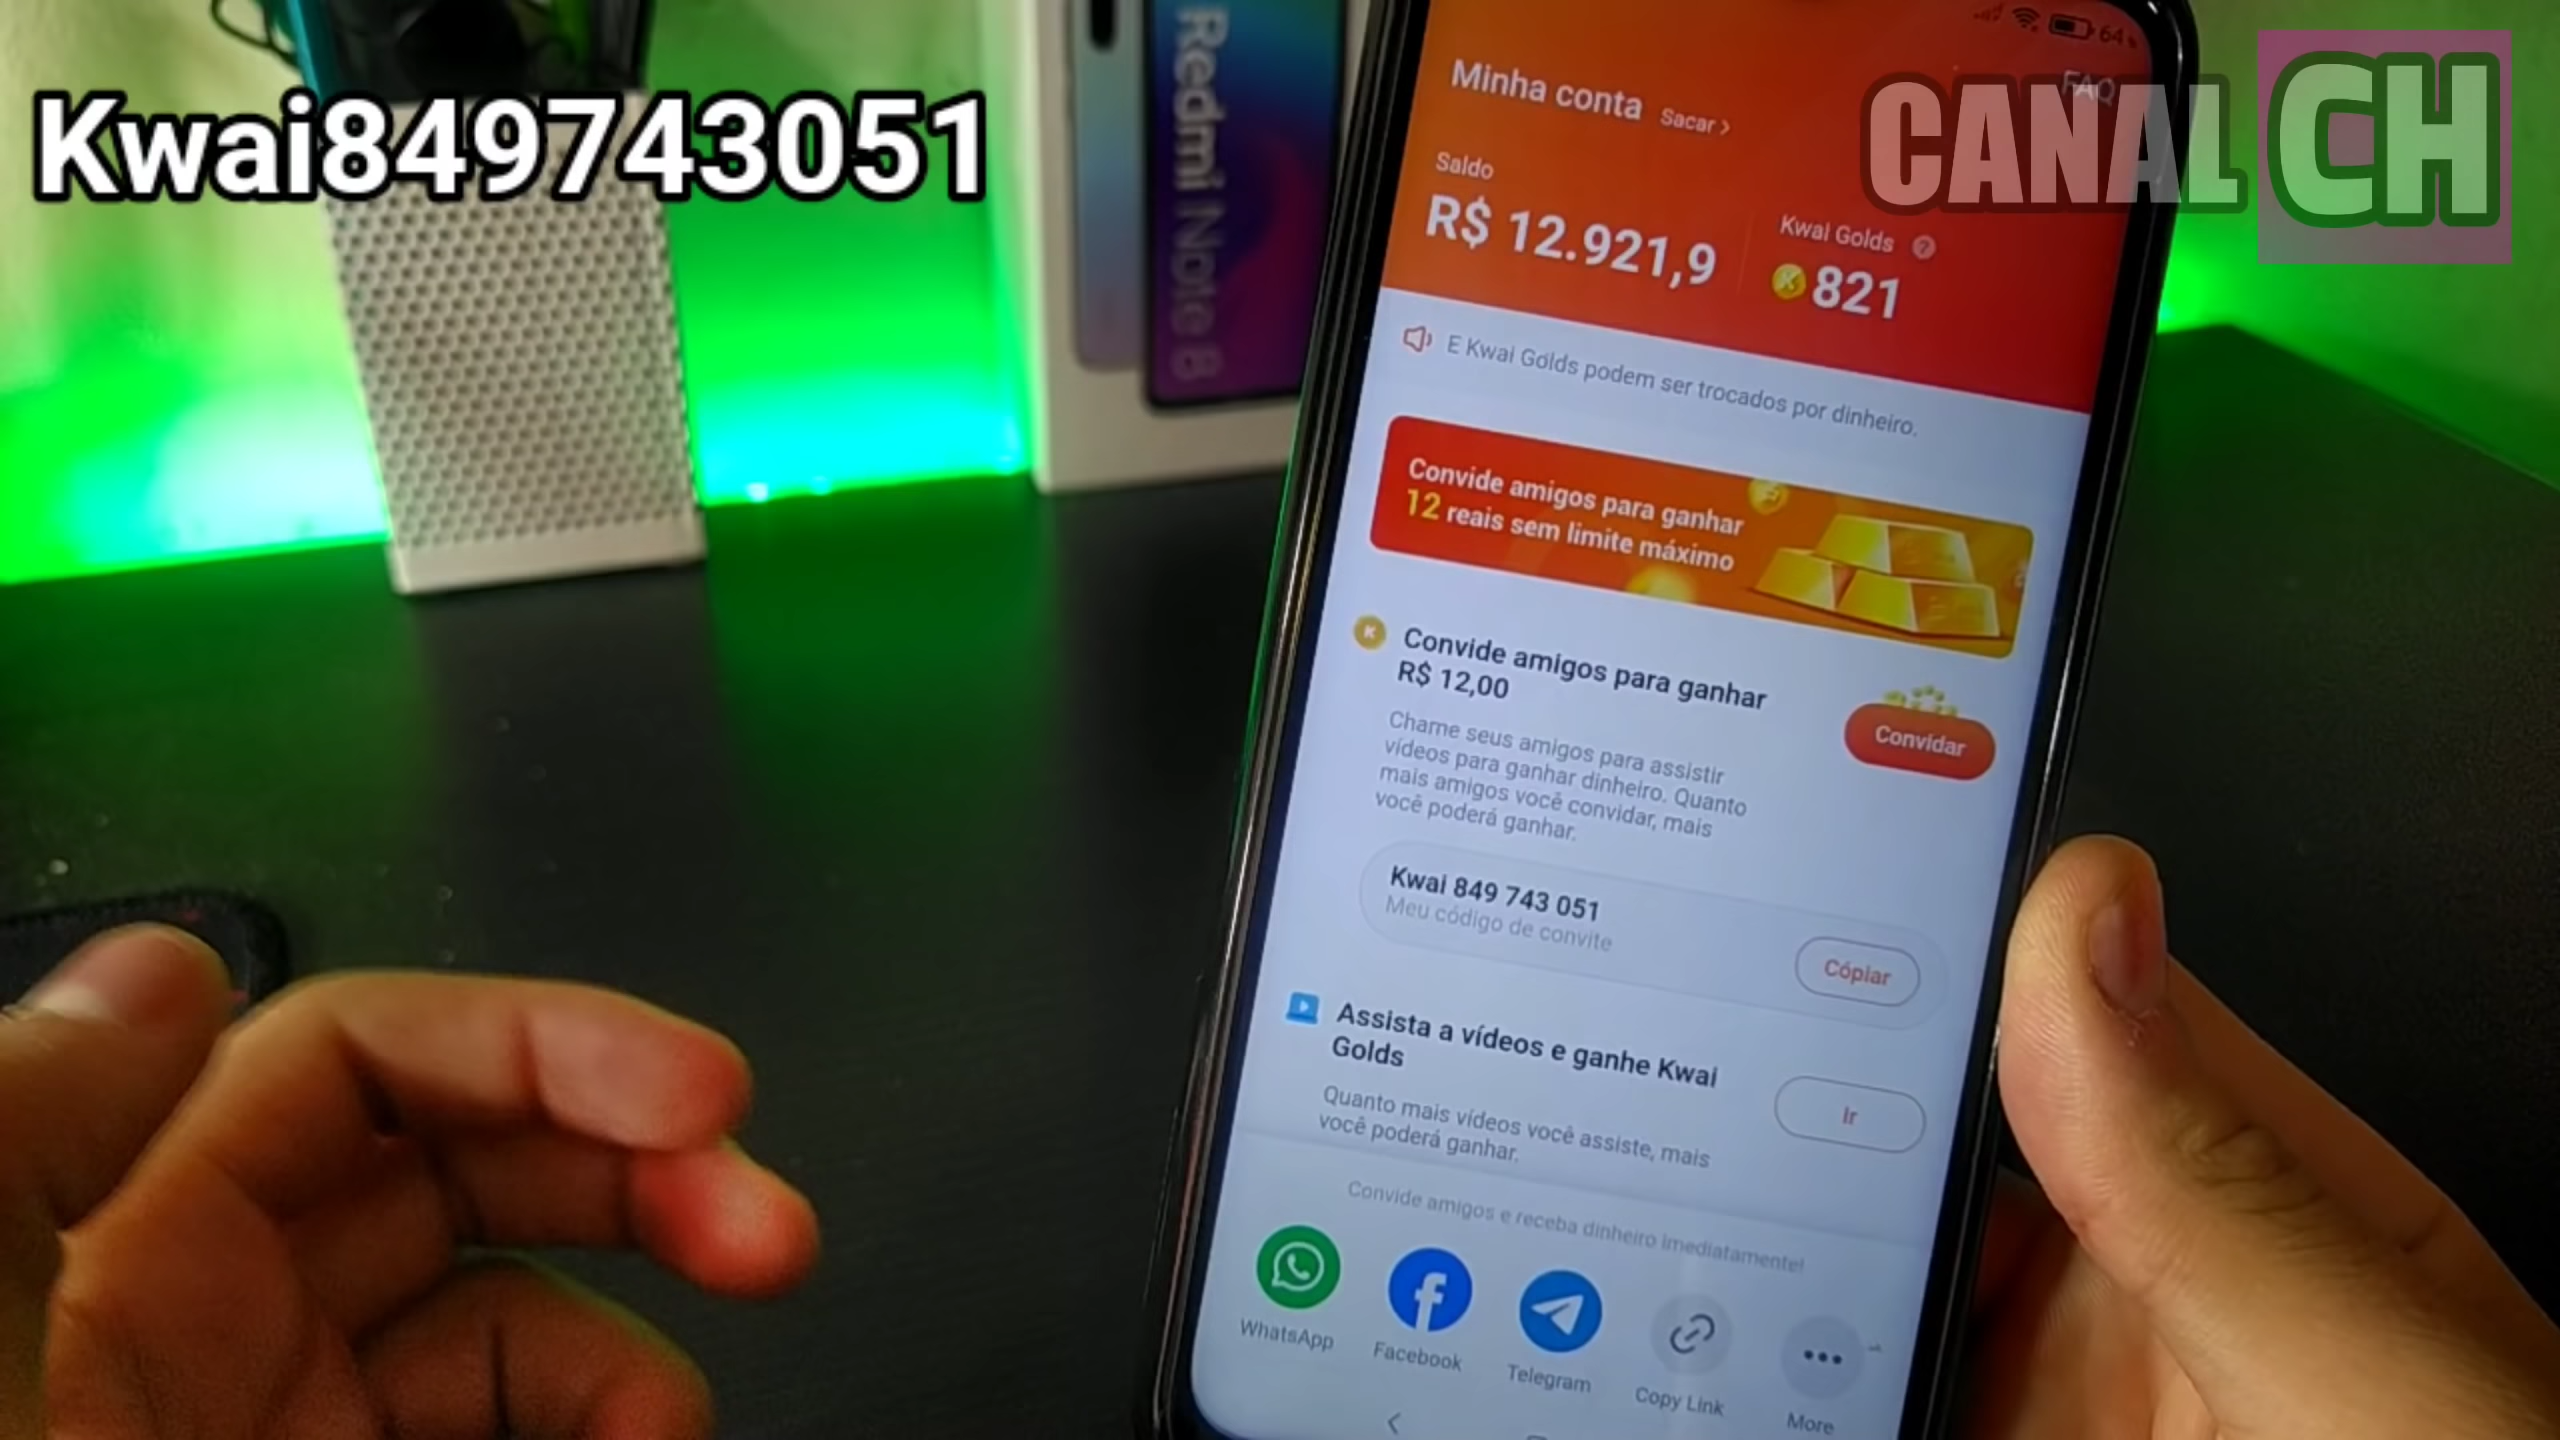 Kwai849743051
CANAL CH
Redmi Note 8
64
FAQ
Minha conta Sacar >
Saldo
R$ 12.921,9
Kwai Golds ?
821
E Kwai Golds podem ser trocados por dinheiro.
Convide amigos para ganhar
12 reais sem limite máximo
Convide amigos para ganhar
R$ 12,00
Convidar
Chame seus amigos para assistir
vídeos para ganhar dinheiro. Quanto
mais amigos você convidar, mais
você poderá ganhar.
Kwai 849 743 051
Meu código de convite
Cópiar
Assista a vídeos e ganhe Kwai
Golds
Ir
Quanto mais vídeos você assiste, mais
você poderá ganhar.
Convide amigos e receba dinheiro imediatamente!
WhatsApp
Facebook
Telegram
Copy Link
More